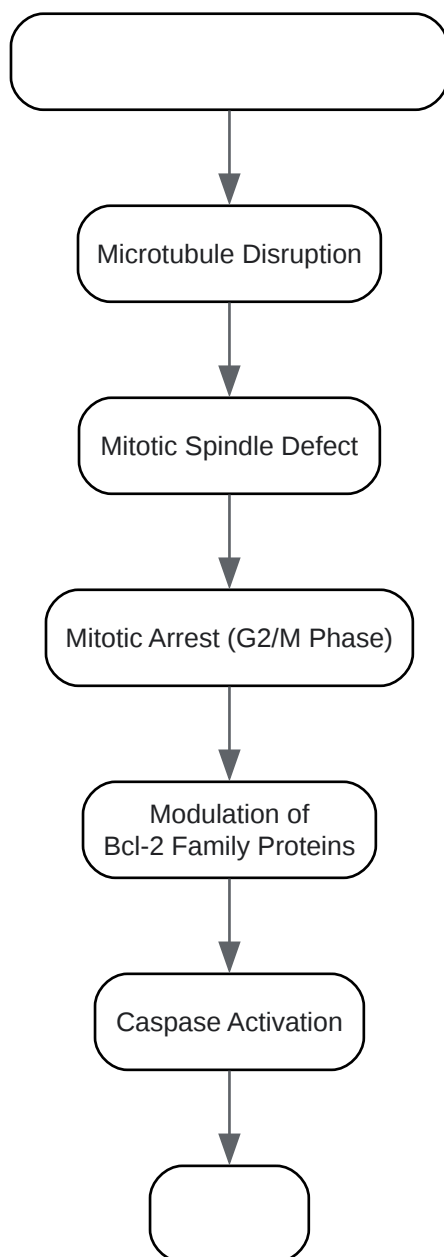 Microtubule Disruption
Mitotic Spindle Defect
Mitotic Arrest (G2/M Phase)
Modulation of
Bcl-2 Family Proteins
Caspase Activation